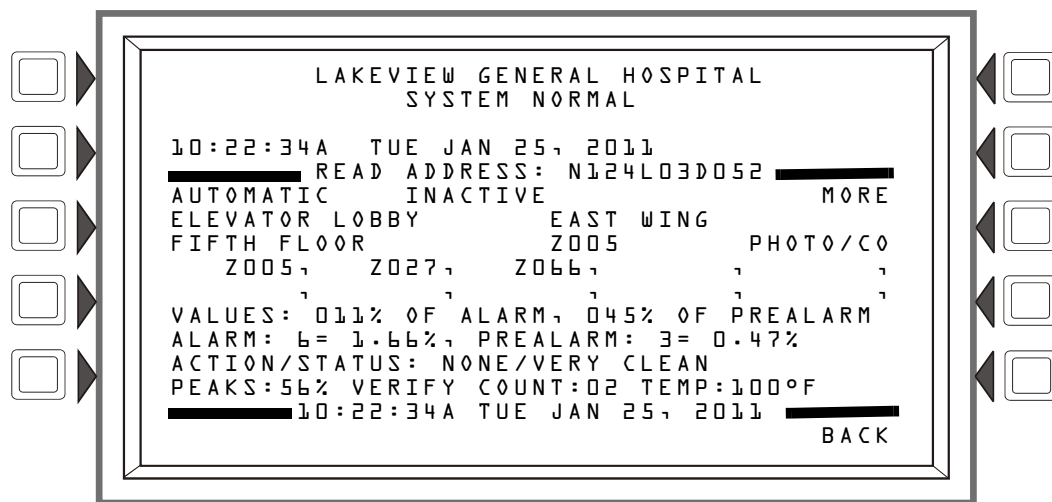 LAKEVIEW GENERAL HOSPITAL
SYSTEM NORMAL
10:22:34A TUE JAN 25, 2011
READ ADDRESS: N124L03D052
AUTOMATIC INACTIVE MORE
ELEVATOR LOBBY EAST WING
FIFTH FLOOR Z005 PHOTO/CO
Z005, Z027, Z066, , ,
, , , , ,
VALUES: 011% OF ALARM, 045% OF PREALARM
ALARM: 6= 1.66%, PREALARM: 3= 0.47%
ACTION/STATUS: NONE/VERY CLEAN
PEAKS:56% VERIFY COUNT:02 TEMP:100°F
10:22:34A TUE JAN 25, 2011
BACK